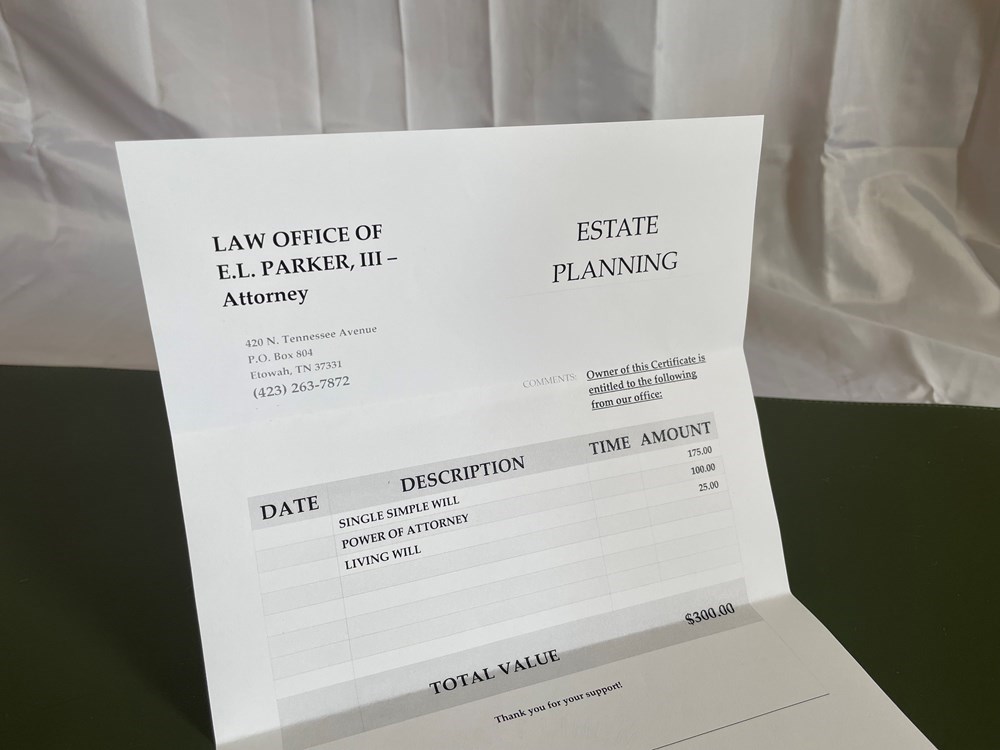 LAW OFFICE OF
E.L. PARKER, III –
Attorney
420 N. Tennessee Avenue
P.O. Box 804
Etowah, TN 37331
(423) 263-7872
ESTATE
PLANNING
COMMENTS: Owner of this Certificate is
entitled to the following
from our office:
DATE DESCRIPTION TIME AMOUNT
SINGLE SIMPLE WILL 175.00
POWER OF ATTORNEY 100.00
LIVING WILL 25.00
TOTAL VALUE $300.00
Thank you for your support!